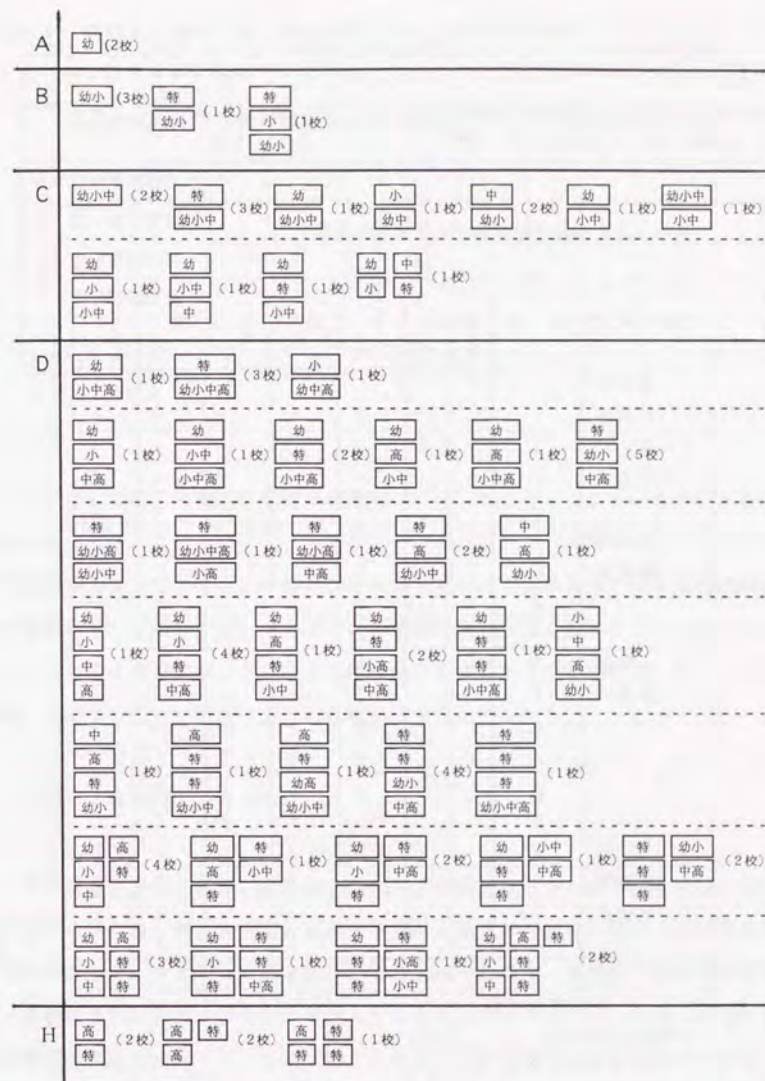 A
幼 (2枚)
B
幼小 (3枚) 特 (1枚) 特
幼小 小 (1枚)
幼小
C
幼小中 (2枚) 特 (3枚) 幼 (1枚) 小 (1枚) 中 (2枚) 幼 (1枚) 幼小中 (1枚)
幼小中 幼小中 幼中 幼小 小中 小中
幼 幼 幼 幼 中 (1枚)
小 (1枚) 小中 (1枚) 特 (1枚) 小 特
小中 中 小中
D
幼 (1枚) 特 (3枚) 小 (1枚)
小中高 幼小中高 幼中高
幼 幼 幼 幼 幼 特
小 (1枚) 小中 (1枚) 特 (2枚) 高 (1枚) 高 (1枚) 幼小 (5枚)
中高 小中高 小中高 小中 小中高 中高
特 特 特 特 中
幼小高 (1枚) 幼小中高 (1枚) 幼小高 (1枚) 高 (2枚) 高 (1枚)
幼小中 小高 中高 幼小中 幼小
幼 幼 幼 幼 幼 小
小 (1枚) 小 (4枚) 高 (1枚) 特 (2枚) 特 (1枚) 中 (1枚)
中 特 特 小高 特 高
高 中高 小中 中高 小中高 幼小
中 高 高 特 特
高 (1枚) 特 (1枚) 特 (1枚) 特 (4枚) 特 (1枚)
特 特 幼高 幼小 特
幼小 幼小中 幼小中 中高 幼小中高
幼 高 (4枚) 幼 特 (1枚) 幼 特 (2枚) 幼 小中 (1枚) 特 幼小 (2枚)
小 特 高 小中 小 中高 特 中高 特 中高
中 特 特 特 特
幼 高 幼 特 幼 特 幼 高 特
小 特 (3枚) 小 特 (1枚) 特 小高 (1枚) 小 特 (2枚)
中 特 特 中高 特 小中 中 特
H
高 (2枚) 高 特 (2枚) 高 特 (1枚)
特 高 特 特